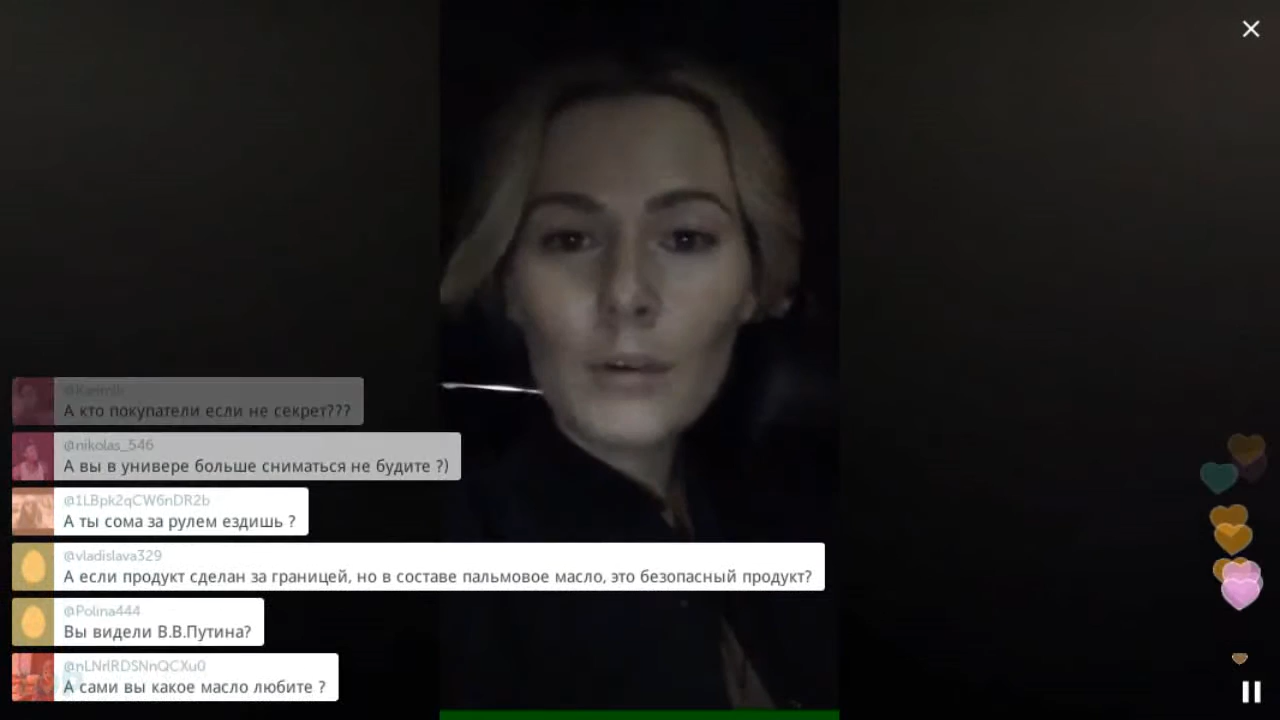 А кто покупатели если не секрет???
@nikolas_546
А вы в универе больше сниматься не будите ?)
@1LBpk2qCW6nDR2b
А ты сома за рулем ездишь ?
@vladislava329
А если продукт сделан за границей, но в составе пальмовое масло, это безопасный продукт?
@Polina444
Вы видели В.В.Путина?
@nLNrlRDSNnQCXu0
А сами вы какое масло любите ?